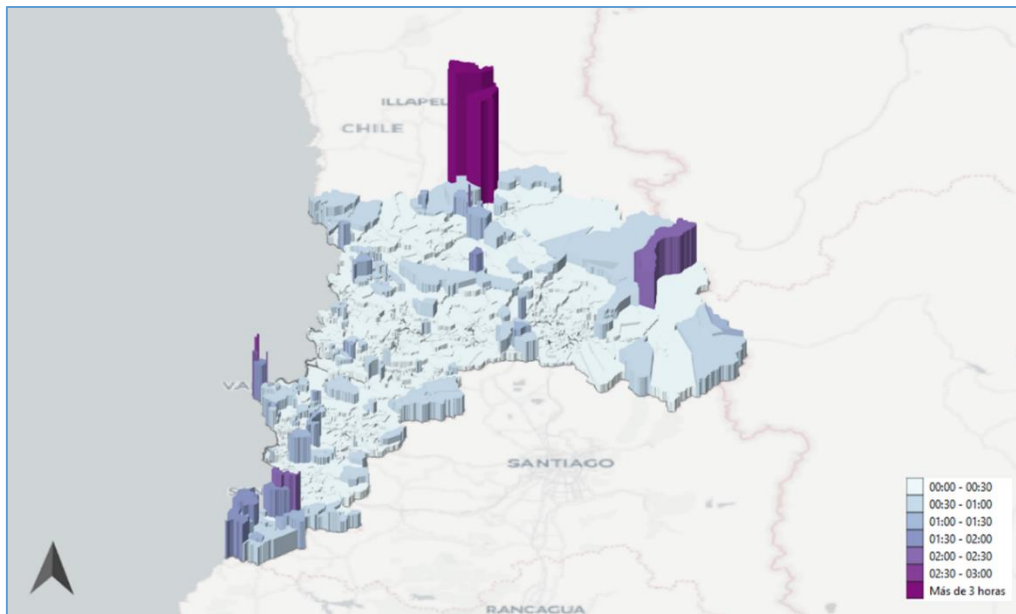 ILLAPEL
CHILE
VA
SANTIAGO
RANCAGUA
00:00 - 00:30
00:30 - 01:00
01:00 - 01:30
01:30 - 02:00
02:00 - 02:30
02:30 - 03:00
Más de 3 horas